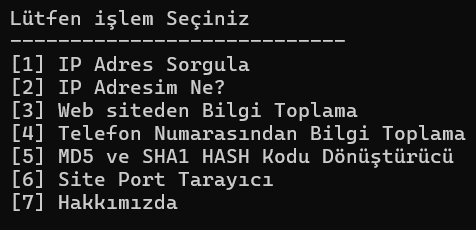 Lütfen işlem Seçiniz
----------------------------
[1] IP Adres Sorgula
[2] IP Adresim Ne?
[3] Web siteden Bilgi Toplama
[4] Telefon Numarasından Bilgi Toplama
[5] MD5 ve SHA1 HASH Kodu Dönüştürücü
[6] Site Port Tarayıcı
[7] Hakkımızda